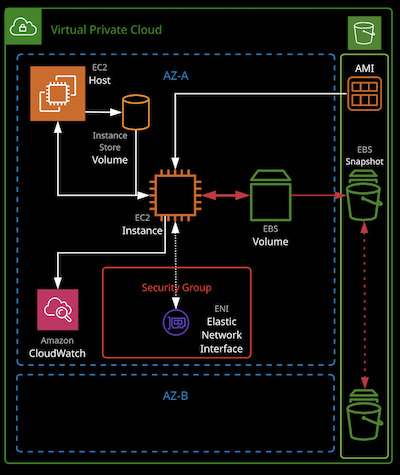 Virtual Private Cloud
AZ-A
AMI
EC2
Host
Instance
Store
Volume
EBS
Snapshot
EC2
Instance
EBS
Volume
Security Group
ENI
Elastic
Network
Interface
Amazon
CloudWatch
AZ-B